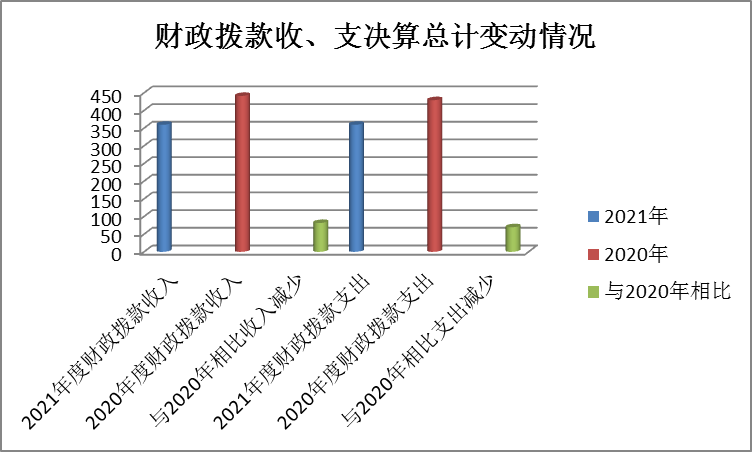 财政拨款收、支决算总计变动情况
450
400
350
300
250
200
150
100
50
0
2021年度财政拨款收入
2020年度财政拨款收入
与2020年相比收入减少
2021年度财政拨款支出
2020年度财政拨款支出
与2020年相比支出减少
2021年
2020年
与2020年相比